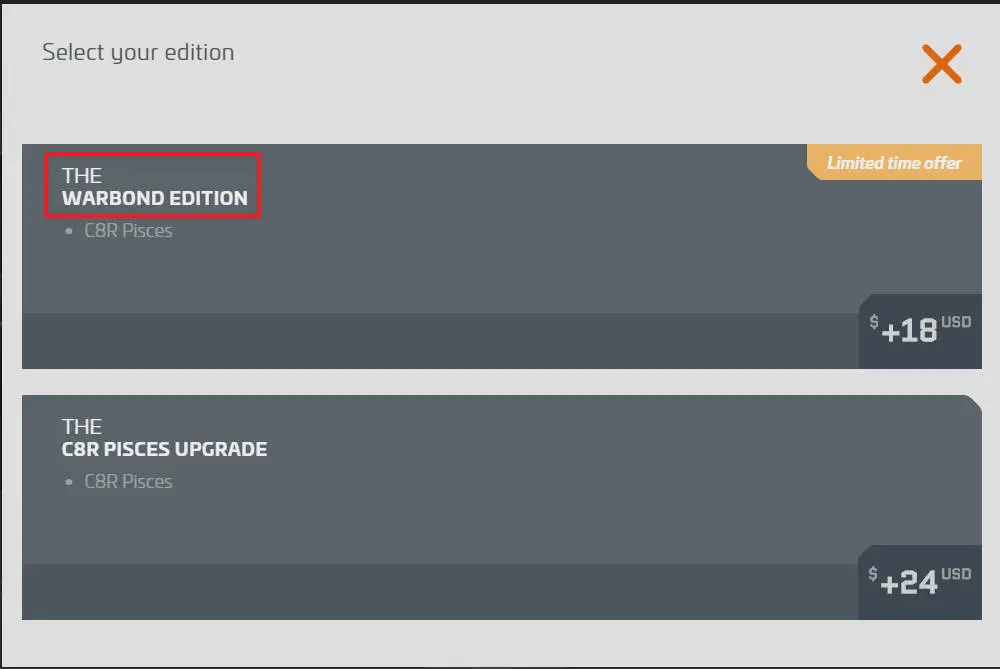 Select your edition
Limited time offer
THE
WARBOND EDITION
• C8R Pisces
$ +18 USD
THE
C8R PISCES UPGRADE
• C8R Pisces
$ +24 USD